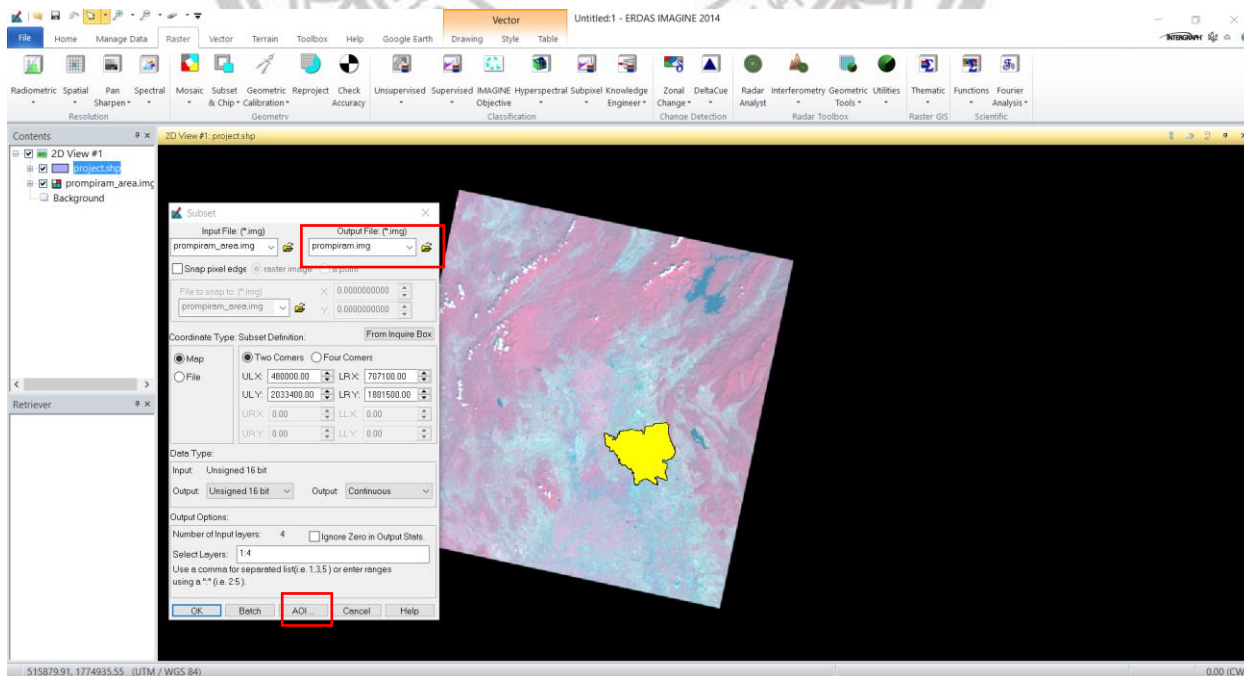 Vector
Untitled:1 - ERDAS IMAGINE 2014
File Home Manage Data Raster Vector Terrain Toolbox Help Google Earth Drawing Style Table
INTERGRAPH
Radiometric Spatial Pan Sharpen Spectral
Resolution
Mosaic Subset & Chip Geometric Calibration Reproject Check Accuracy
Geometry
Unsupervised Supervised IMAGINE Objective Hyperspectral Subpixel Knowledge Engineer
Classification
Zonal Change DeltaCue
Change Detection
Radar Analyst Interferometry Geometric Tools Utilities
Radar Toolbox
Thematic
Raster GIS
Functions Fourier Analysis
Scientific
Contents
2D View #1: project.shp
2D View #1
project.shp
prompiram_area.img
Background
Retriever
Subset
Input File: (*.img) Output File: (*.img)
prompiram_area.img prompiram.img
Snap pixel edge raster image a point
File to snap to: (*.img) X: 0.0000000000
prompiram_area.img Y: 0.0000000000
Coordinate Type: Subset Definition: From Inquire Box
Map Two Corners Four Corners
File ULX: 480000.00 LRX: 707100.00
ULY: 2033400.00 LRY: 1801500.00
URX: 0.00 LLX: 0.00
URY: 0.00 LLY: 0.00
Data Type:
Input: Unsigned 16 bit
Output: Unsigned 16 bit Output: Continuous
Output Options:
Number of Input layers: 4 Ignore Zero in Output Stats.
Select Layers: 1:4
Use a comma for separated list(i.e. 1,3,5 ) or enter ranges
using a ":" (i.e. 2:5 ).
OK Batch AOI ... Cancel Help
515879.91, 1774935.55 (UTM / WGS 84)
0.00 (CW